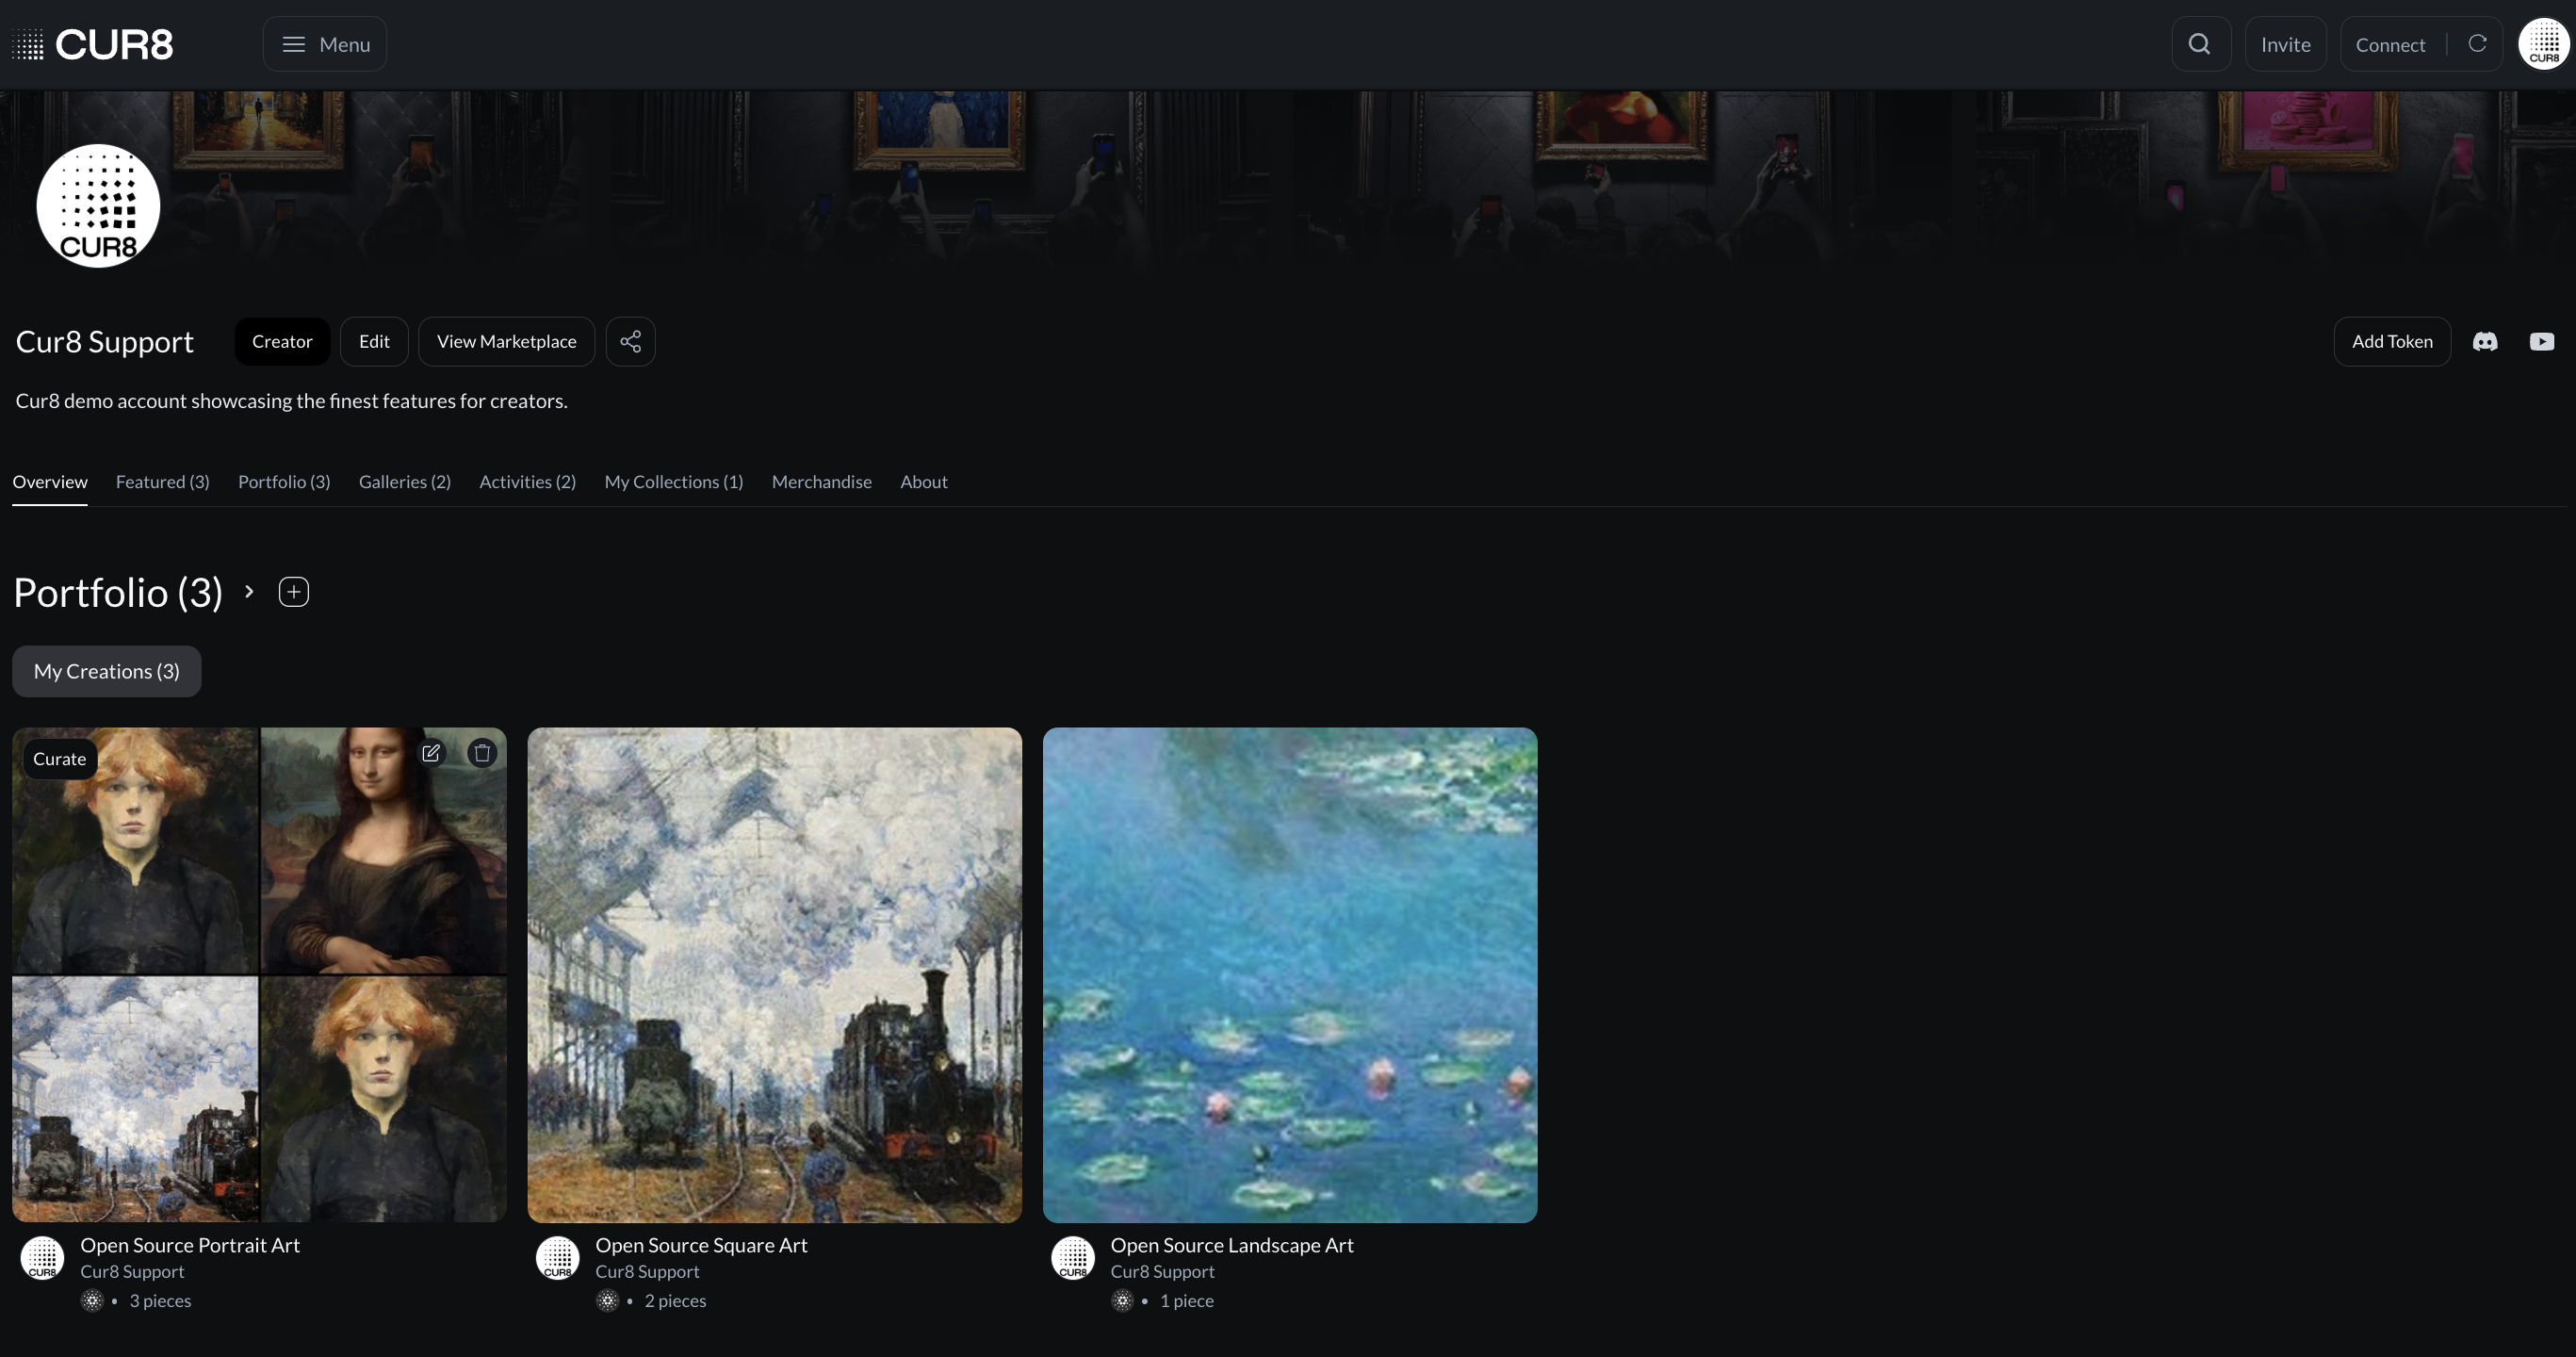 CUR8
Menu
Invite
Connect
CUR8
CUR8
Cur8 Support
Creator
Edit
View Marketplace
Add Token
Cur8 demo account showcasing the finest features for creators.
Overview
Featured (3)
Portfolio (3)
Galleries (2)
Activities (2)
My Collections (1)
Merchandise
About
Portfolio (3)
My Creations (3)
Curate
CUR8
Open Source Portrait Art
Cur8 Support
• 3 pieces
CUR8
Open Source Square Art
Cur8 Support
• 2 pieces
CUR8
Open Source Landscape Art
Cur8 Support
• 1 piece